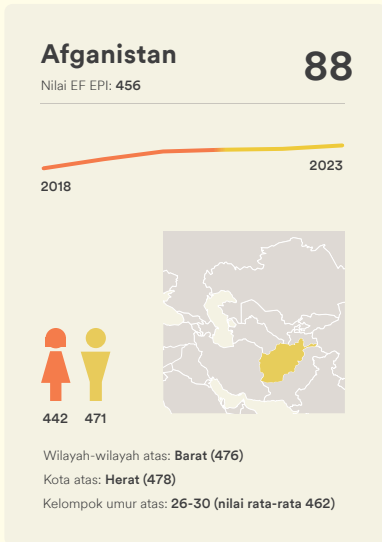 Afganistan
88
Nilai EF EPI: 456
2018
2023
442 471
Wilayah-wilayah atas: Barat (476)
Kota atas: Herat (478)
Kelompok umur atas: 26-30 (nilai rata-rata 462)